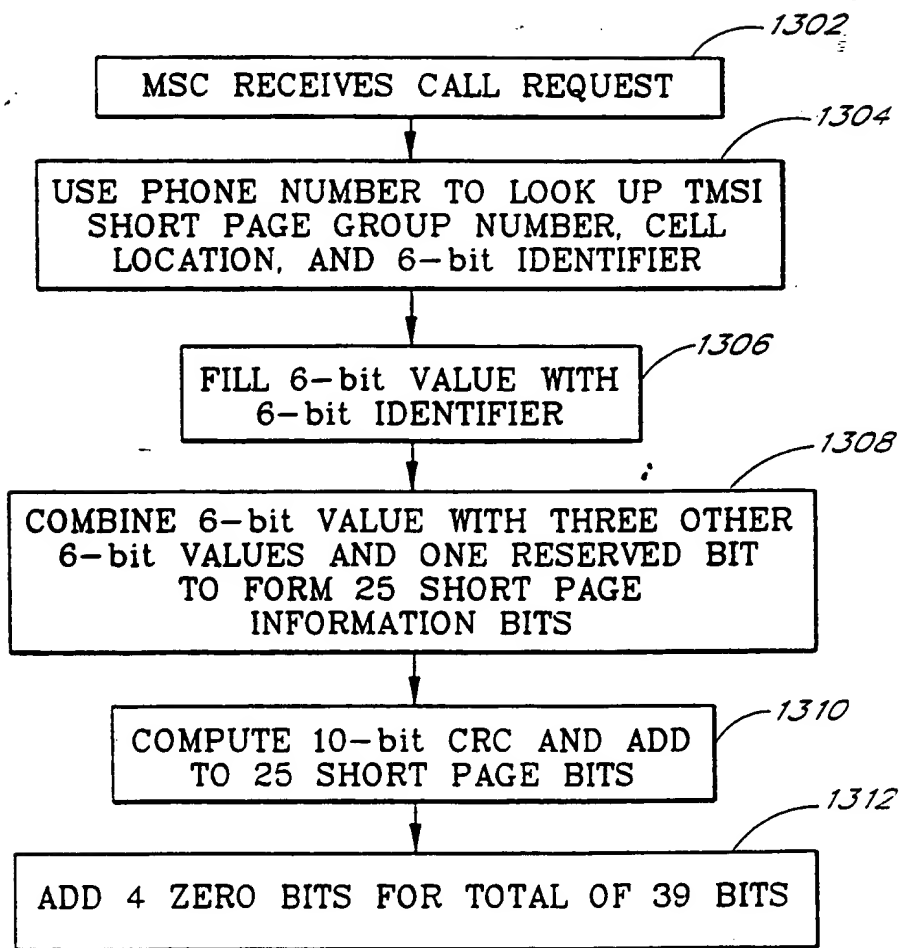 1302
MSC RECEIVES CALL REQUEST
1304
USE PHONE NUMBER TO LOOK UP TMSI
SHORT PAGE GROUP NUMBER, CELL
LOCATION, AND 6-bit IDENTIFIER
1306
FILL 6-bit VALUE WITH
6-bit IDENTIFIER
1308
COMBINE 6-bit VALUE WITH THREE OTHER
6-bit VALUES AND ONE RESERVED BIT
TO FORM 25 SHORT PAGE
INFORMATION BITS
1310
COMPUTE 10-bit CRC AND ADD
TO 25 SHORT PAGE BITS
1312
ADD 4 ZERO BITS FOR TOTAL OF 39 BITS